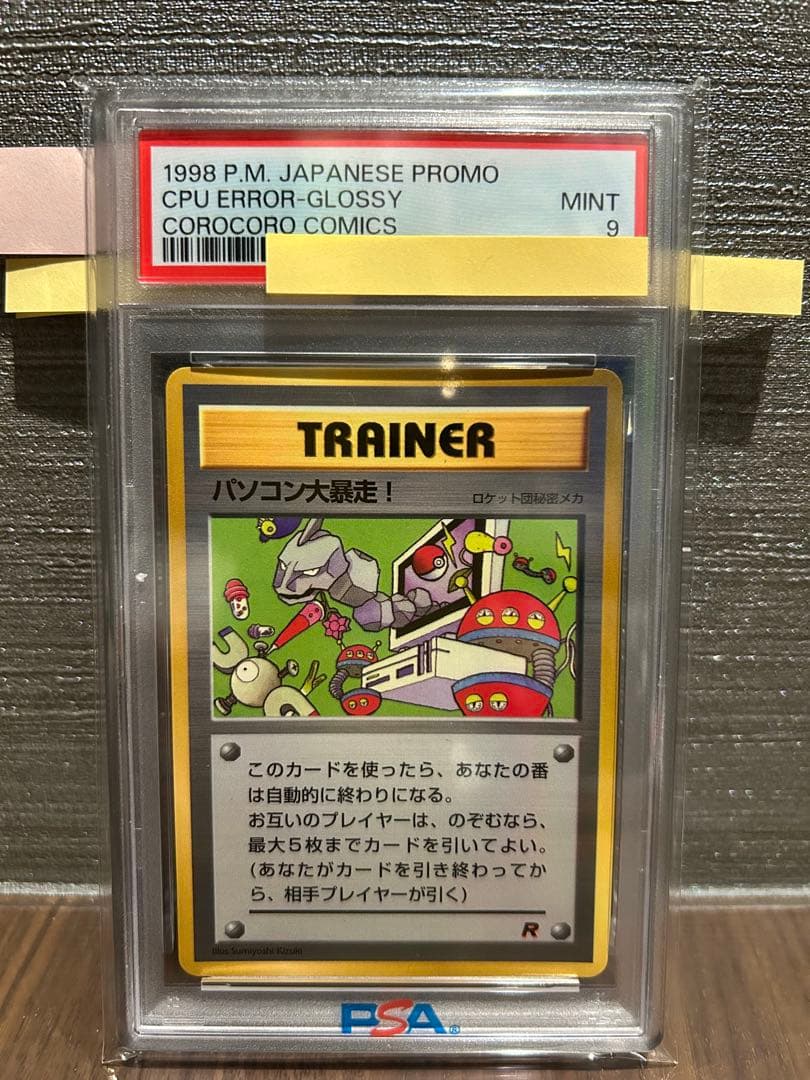 1998 P.M. JAPANESE PROMO
CPU ERROR-GLOSSY
MINT
COROCORO COMICS
9
TRAINER
パソコン大暴走！
ロケット団秘密メカ
このカードを使ったら、あなたの番
は自動的に終わりになる。
お互いのプレイヤーは、のぞむなら、
最大5枚までカードを引いてよい。
(あなたがカードを引き終わってか
ら、相手プレイヤーが引く)
R
Illus Sumiyoshi Kizuki
PSA®